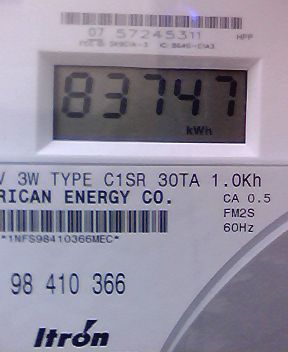 07 57245311
83747
kWh
V 3W TYPE C1SR 30TA 1.0Kh
RICAN ENERGY CO.
CA 0.5
FM2S
60Hz
*1NFS98410366MEC*
98 410 366
Itron